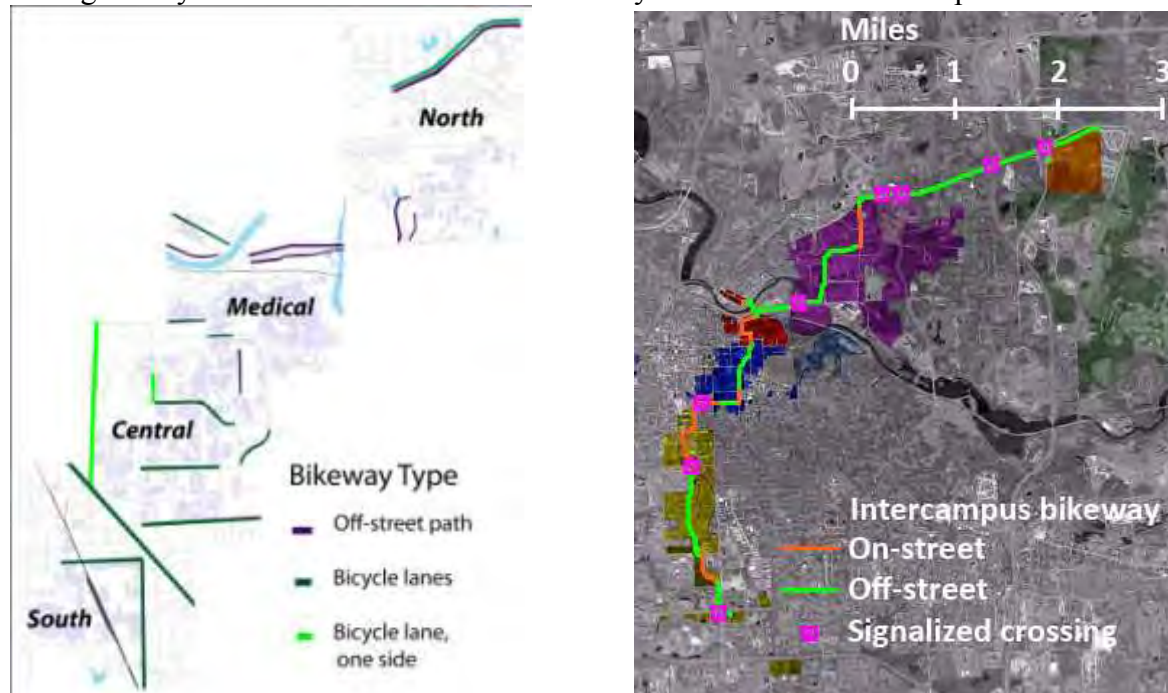 North
Medical
Central
South
Bikeway Type
Off-street path
Bicycle lanes
Bicycle lane,
one side
Miles
0 1 2 3
Intercampus bikeway
On-street
Off-street
Signalized crossing